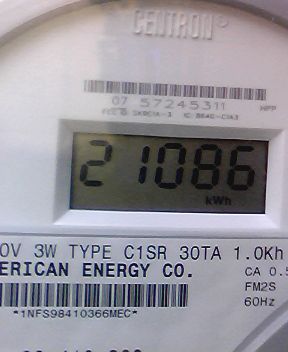 CENTRON®
07 57245311
HPP
21086
kWh
0V 3W TYPE C1SR 30TA 1.0Kh
ERICAN ENERGY CO.
CA 0.5
FM2S
60Hz
*1NFS98410366MEC*